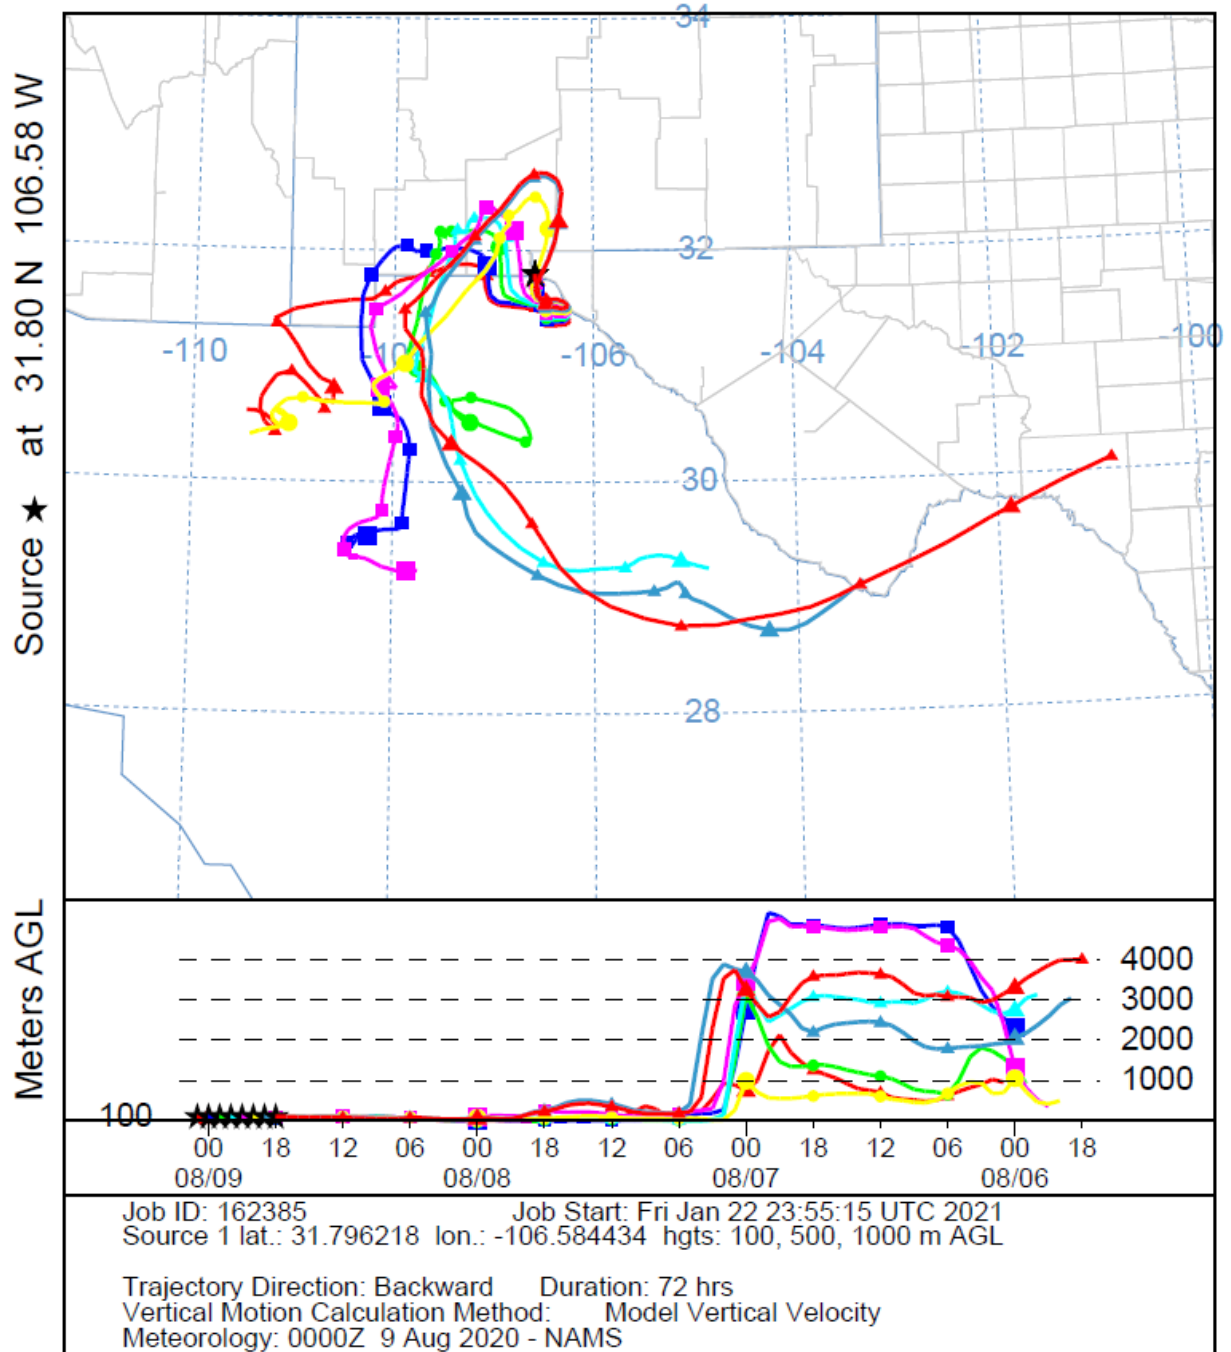 Source ★ at 31.80 N 106.58 W
34
32
-110
-106
-104
-102
-100
30
28
Meters AGL
4000
3000
2000
1000
100
00 18 12 06 00 18 12 06 00 18 12 06 00 18
08/09 08/08 08/07 08/06
Job ID: 162385 Job Start: Fri Jan 22 23:55:15 UTC 2021
Source 1 lat.: 31.796218 lon.: -106.584434 hgts: 100, 500, 1000 m AGL
Trajectory Direction: Backward Duration: 72 hrs
Vertical Motion Calculation Method: Model Vertical Velocity
Meteorology: 0000Z 9 Aug 2020 - NAMS